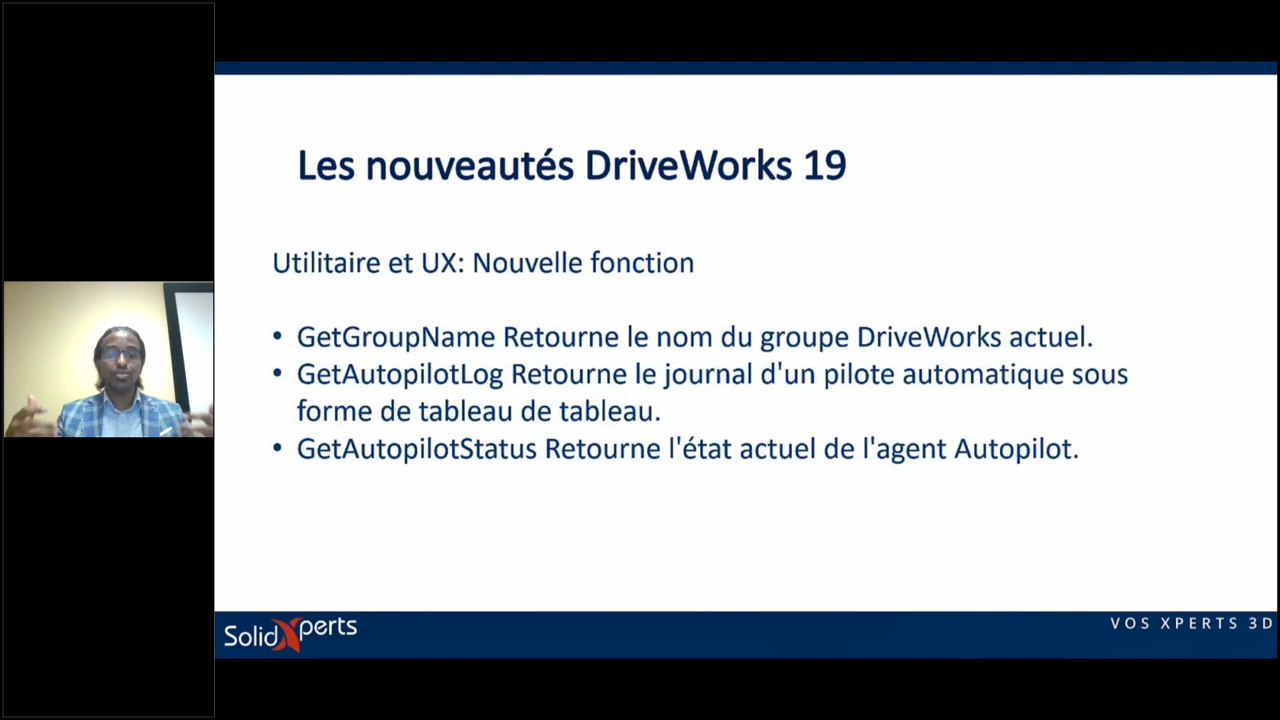 Les nouveautés DriveWorks 19
Utilitaire et UX: Nouvelle fonction
• GetGroupName Retourne le nom du groupe DriveWorks actuel.
• GetAutopilotLog Retourne le journal d'un pilote automatique sous
forme de tableau de tableau.
• GetAutopilotStatus Retourne l'état actuel de l'agent Autopilot.
SolidXperts
VOS XPERTS 3D